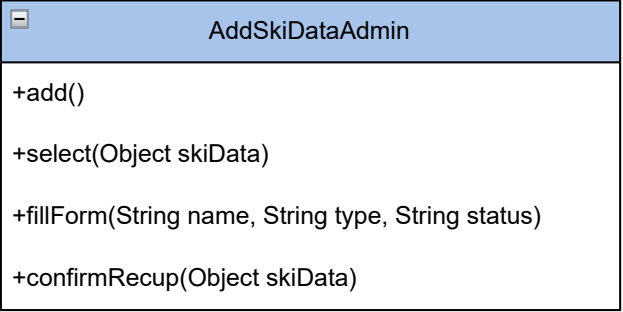 AddSkiDataAdmin
+add()
+select(Object skiData)
+fillForm(String name, String type, String status)
+confirmRecup(Object skiData)